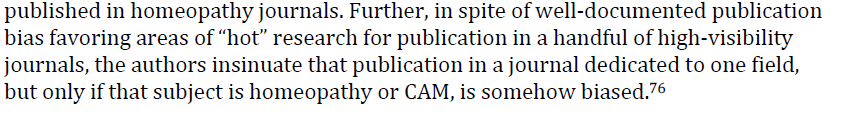 published in homeopathy journals. Further, in spite of well-documented publication
bias favoring areas of “hot” research for publication in a handful of high-visibility
journals, the authors insinuate that publication in a journal dedicated to one field,
but only if that subject is homeopathy or CAM, is somehow biased.76